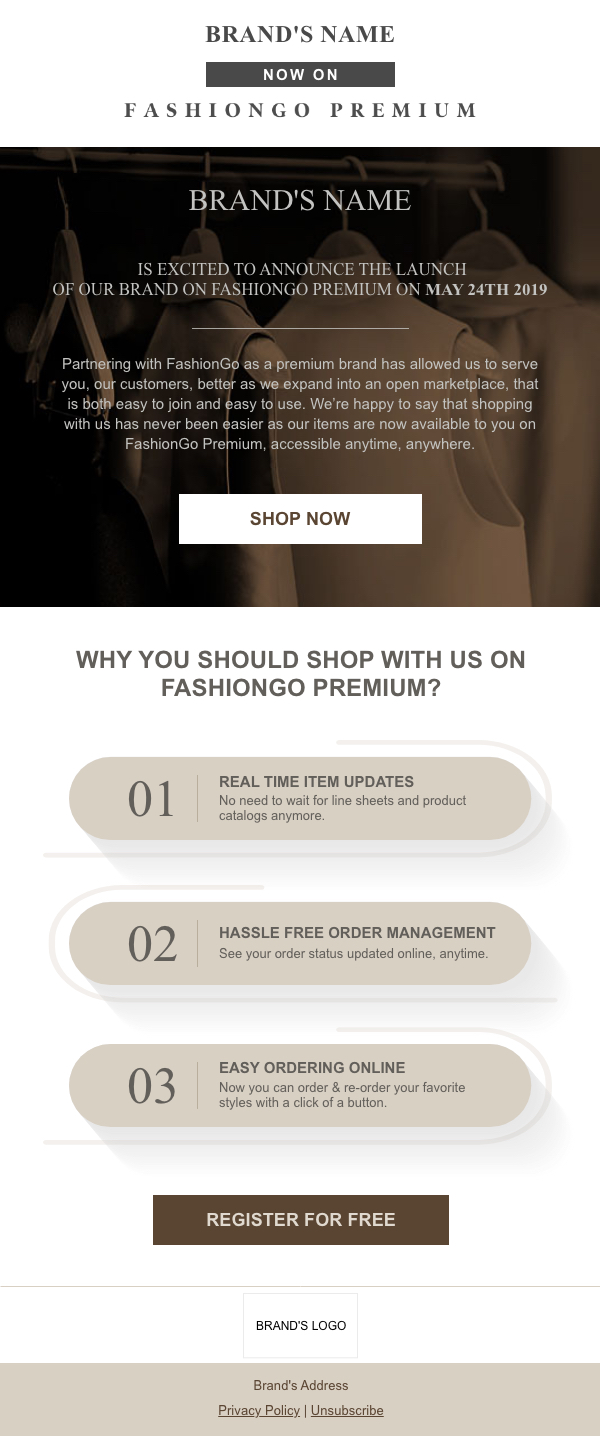 BRAND'S NAME
NOW ON
FASHIONGO PREMIUM
BRAND'S NAME
IS EXCITED TO ANNOUNCE THE LAUNCH
OF OUR BRAND ON FASHIONGO PREMIUM ON MAY 24TH 2019
Partnering with FashionGo as a premium brand has allowed us to serve
you, our customers, better as we expand into an open marketplace, that
is both easy to join and easy to use. We’re happy to say that shopping
with us has never been easier as our items are now available to you on
FashionGo Premium, accessible anytime, anywhere.
SHOP NOW
WHY YOU SHOULD SHOP WITH US ON
FASHIONGO PREMIUM?
01
REAL TIME ITEM UPDATES
No need to wait for line sheets and product
catalogs anymore.
02
HASSLE FREE ORDER MANAGEMENT
See your order status updated online, anytime.
03
EASY ORDERING ONLINE
Now you can order & re-order your favorite
styles with a click of a button.
REGISTER FOR FREE
BRAND'S LOGO
Brand's Address
Privacy Policy | Unsubscribe